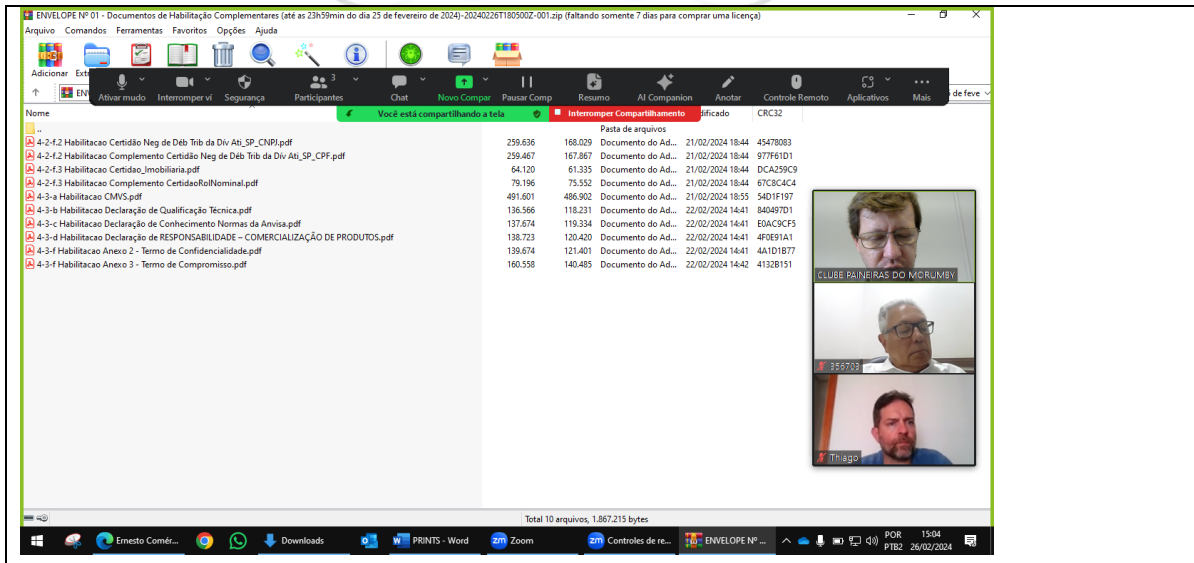 ENVELOPE Nº 01 - Documentos de Habilitação Complementares (até as 23h59min do dia 25 de fevereiro de 2024)-20240226T180500Z-001.zip (faltando somente 7 dias para comprar uma licença)
Arquivo Comandos Ferramentas Favoritos Opções Ajuda
Adicionar Ext
Ativar mudo Interromper ví Segurança Participantes 3 Chat Novo Compar Pausar Comp Resumo AI Companion Anotar Controle Remoto Aplicativos Mais
EN de feve
Você está compartilhando a tela Interromper Compartilhamento
Nome dificado CRC32
.. Pasta de arquivos
4-2-f.2 Habilitacao Certidão Neg de Déb Trib da Dív Ati_SP_CNPJ.pdf 259.636 168.029 Documento do Ad... 21/02/2024 18:44 45478083
4-2-f.2 Habilitacao Complemento Certidão Neg de Déb Trib da Dív Ati_SP_CPF.pdf 259.467 167.867 Documento do Ad... 21/02/2024 18:44 977F61D1
4-2-f.3 Habilitacao Certidao_Imobiliaria.pdf 64.120 61.335 Documento do Ad... 21/02/2024 18:44 DCA259C9
4-2-f.3 Habilitacao Complemento CertidaoRolNominal.pdf 79.196 75.552 Documento do Ad... 21/02/2024 18:44 67C8C4C4
4-3-a Habilitacao CMVS.pdf 491.601 486.902 Documento do Ad... 21/02/2024 18:55 54D1F197
4-3-b Habilitacao Declaração de Qualificação Técnica.pdf 136.566 118.231 Documento do Ad... 22/02/2024 14:41 840497D1
4-3-c Habilitacao Declaração de Conhecimento Normas da Anvisa.pdf 137.674 119.334 Documento do Ad... 22/02/2024 14:41 E0AC9CF5
4-3-d Habilitacao Declaração de RESPONSABILIDADE – COMERCIALIZAÇÃO DE PRODUTOS.pdf 138.723 120.420 Documento do Ad... 22/02/2024 14:41 4F0E91A1
4-3-f Habilitacao Anexo 2 - Termo de Confidencialidade.pdf 139.674 121.401 Documento do Ad... 22/02/2024 14:41 4A1D1B77
4-3-f Habilitacao Anexo 3 - Termo de Compromisso.pdf 160.558 140.485 Documento do Ad... 22/02/2024 14:42 4132B151
CLUBE PAINEIRAS DO MORUMBY
356703
Thiago
Total 10 arquivos, 1.867.215 bytes
Ernesto Comér... Downloads PRINTS - Word Zoom Controles de re... ENVELOPE Nº ... POR 15:04
PTB2 26/02/2024